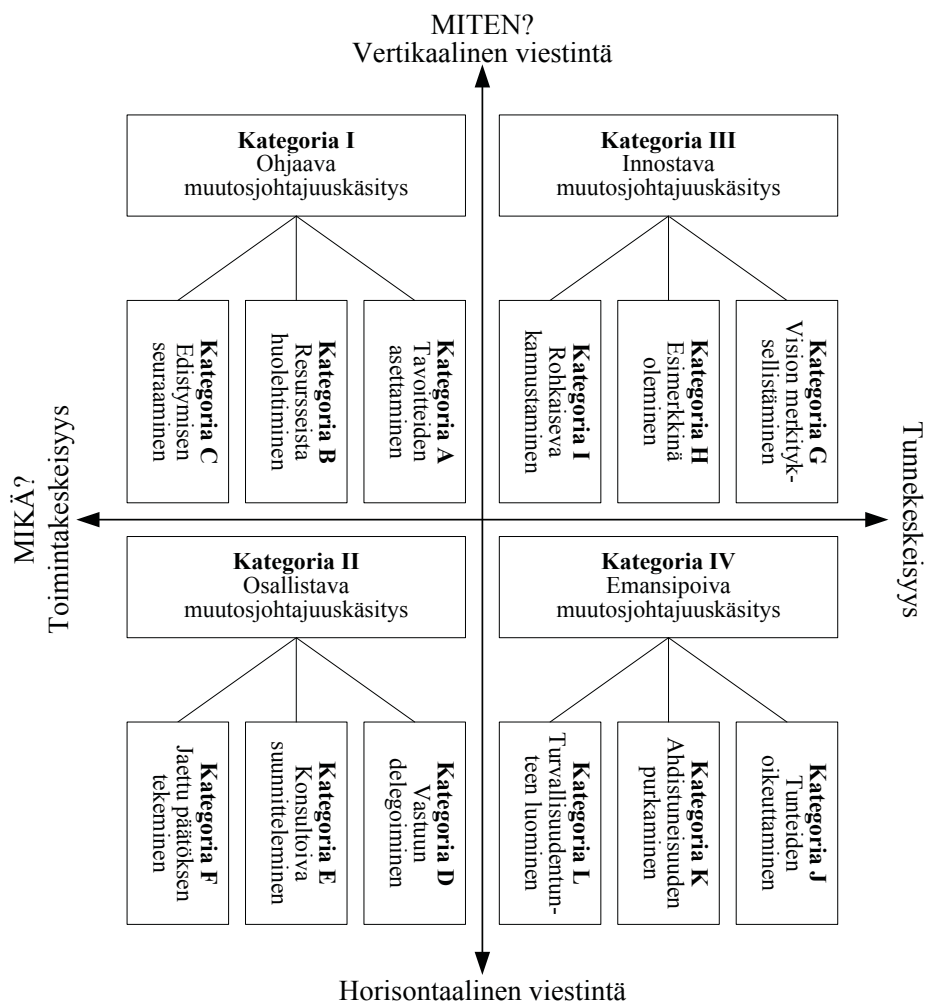 MITEN?
Vertikaalinen viestintä
Kategoria I
Ohjaava
muutosjohtajuuskäsitys
Kategoria III
Innostava
muutosjohtajuuskäsitys
Kategoria C
Edistymisen
seuraaminen
Kategoria B
Resursseista
huolehtiminen
Kategoria A
Tavoitteiden
asettaminen
Kategoria I
Rohkaiseva
kannustaminen
Kategoria H
Esimerkkinä
oleminen
Kategoria G
Vision merkityk-
sellistäminen
MIKÄ?
Toimintakeskeisyys
Tunnekeskeisyys
Kategoria II
Osallistava
muutosjohtajuuskäsitys
Kategoria IV
Emansipoiva
muutosjohtajuuskäsitys
Kategoria F
Jaettu päätöksen
tekeminen
Kategoria E
Konsultoiva
suunnitteleminen
Kategoria D
Vastuun
delegoiminen
Kategoria L
Turvallisuudentun-
teen luominen
Kategoria K
Ahdistuneisuuden
purkaminen
Kategoria J
Tunteiden
oikeuttaminen
Horisontaalinen viestintä